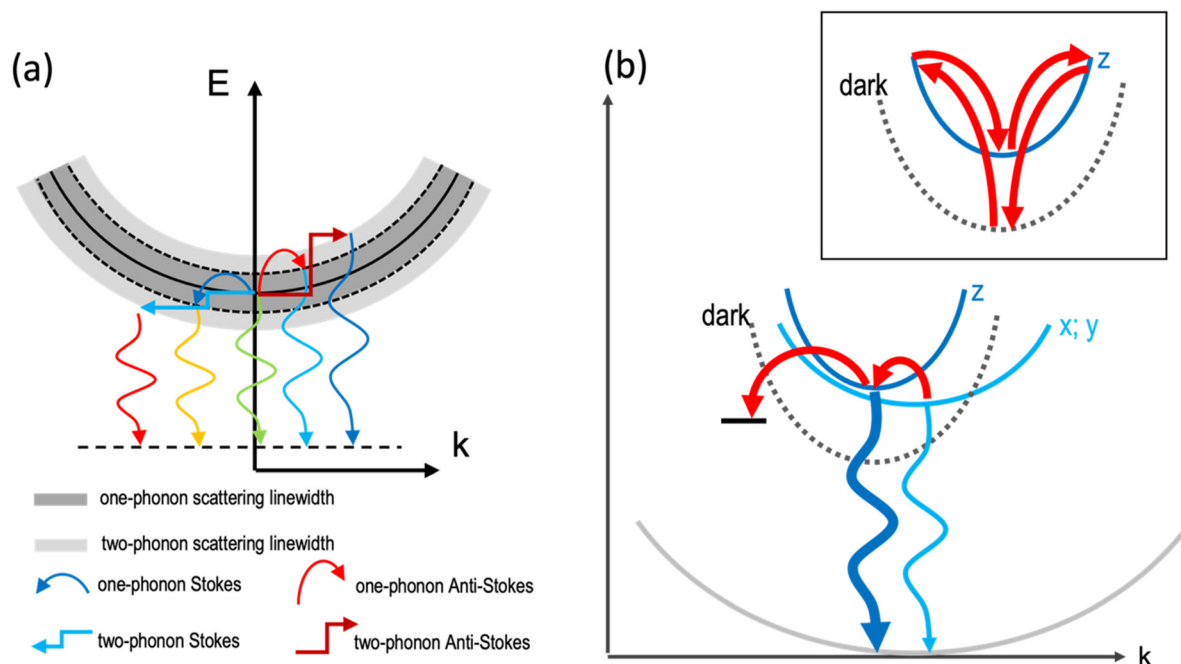 (a)
E
k
one-phonon scattering linewidth
two-phonon scattering linewidth
one-phonon Stokes
one-phonon Anti-Stokes
two-phonon Stokes
two-phonon Anti-Stokes
(b)
dark
z
dark
z
x; y
k